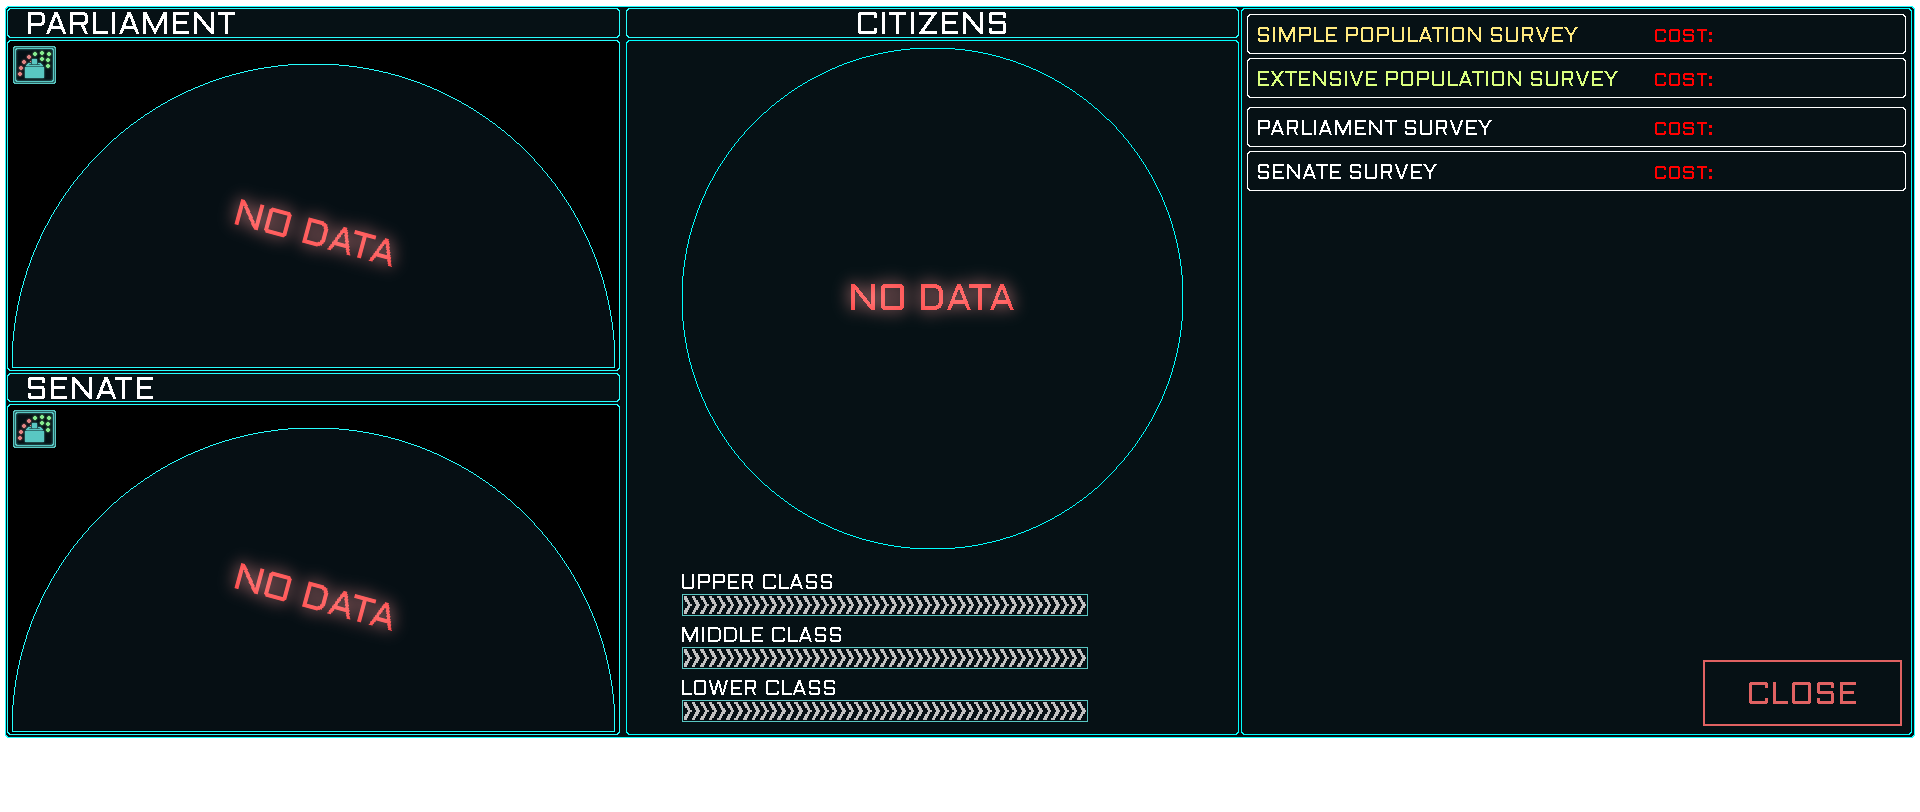 PARLIAMENT
NO DATA
SENATE
NO DATA
CITIZENS
NO DATA
UPPER CLASS
MIDDLE CLASS
LOWER CLASS
SIMPLE POPULATION SURVEY COST:
EXTENSIVE POPULATION SURVEY COST:
PARLIAMENT SURVEY COST:
SENATE SURVEY COST:
CLOSE